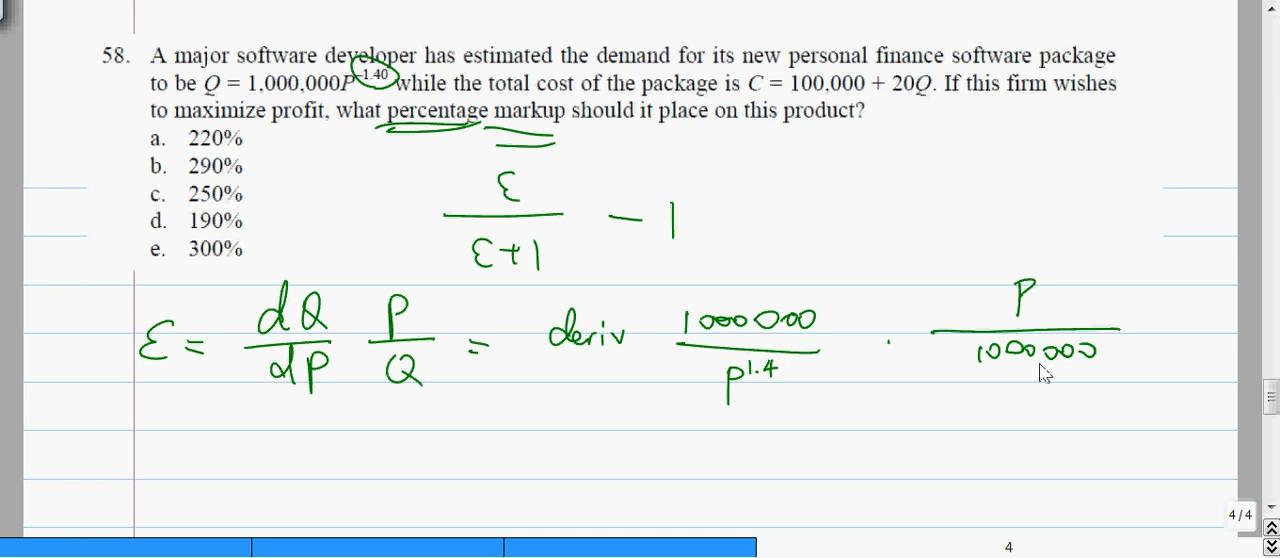 58. A major software developer has estimated the demand for its new personal finance software package
to be Q = 1,000,000P^-1.40 while the total cost of the package is C = 100,000 + 20Q. If this firm wishes
to maximize profit, what percentage markup should it place on this product?
a. 220%
b. 290%
c. 250%
d. 190%
e. 300%
ε
/ ε+1 - 1
ε = dQ/dP P/Q = deriv 1000000/P^1.4 · P/1000000
4/4
4